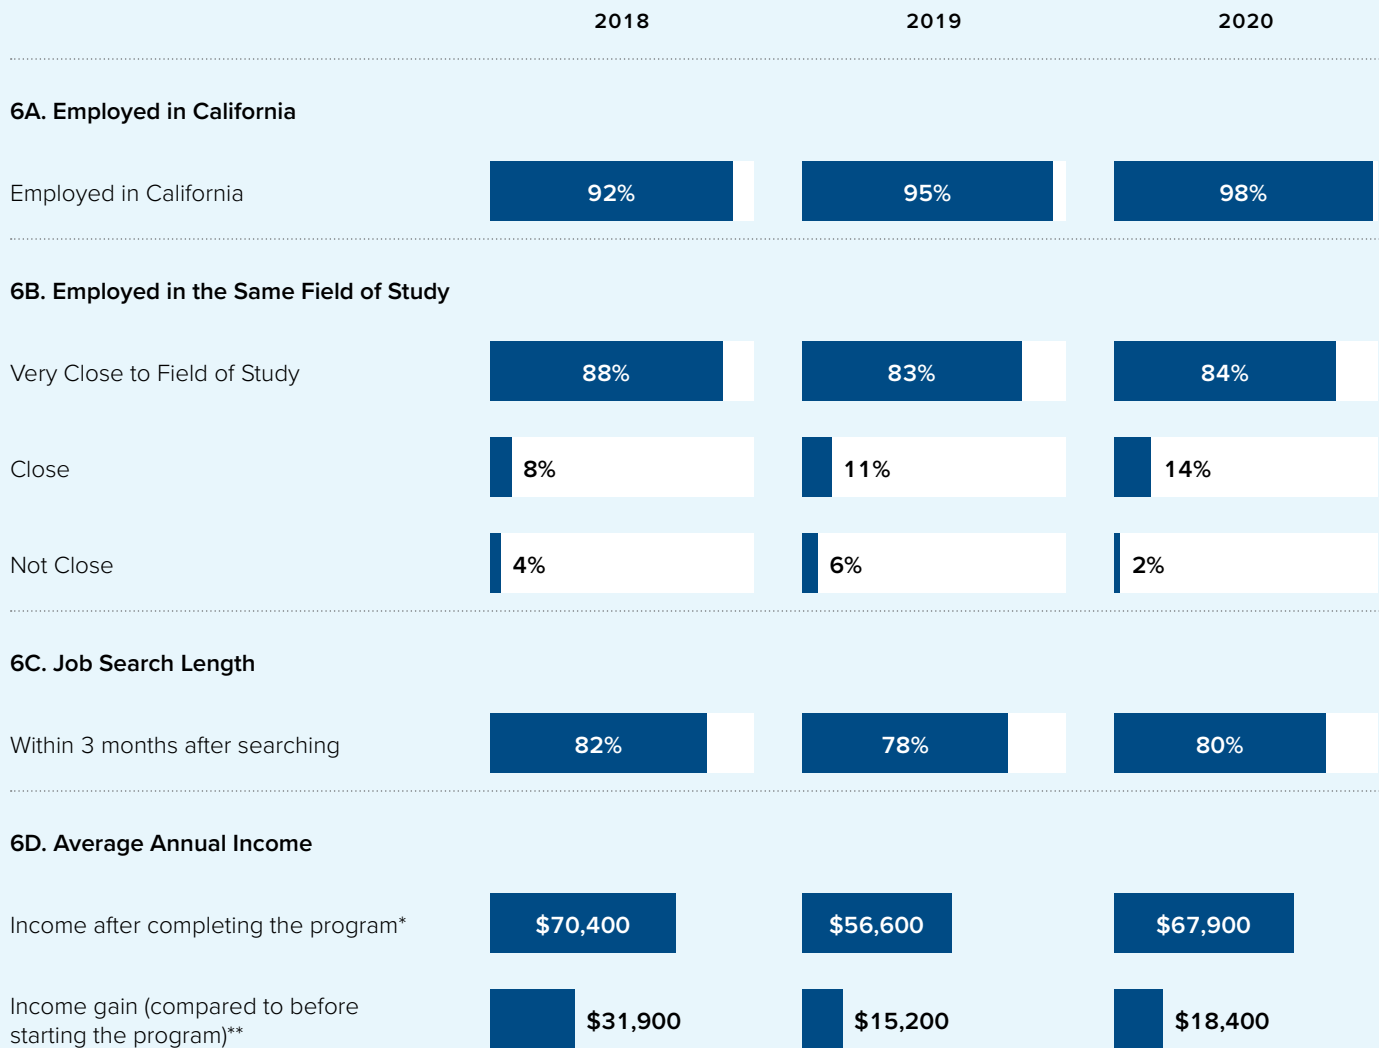 2018 2019 2020
6A. Employed in California
Employed in California 92% 95% 98%
6B. Employed in the Same Field of Study
Very Close to Field of Study 88% 83% 84%
Close 8% 11% 14%
Not Close 4% 6% 2%
6C. Job Search Length
Within 3 months after searching 82% 78% 80%
6D. Average Annual Income
Income after completing the program* $70,400 $56,600 $67,900
Income gain (compared to before
starting the program)** $31,900 $15,200 $18,400